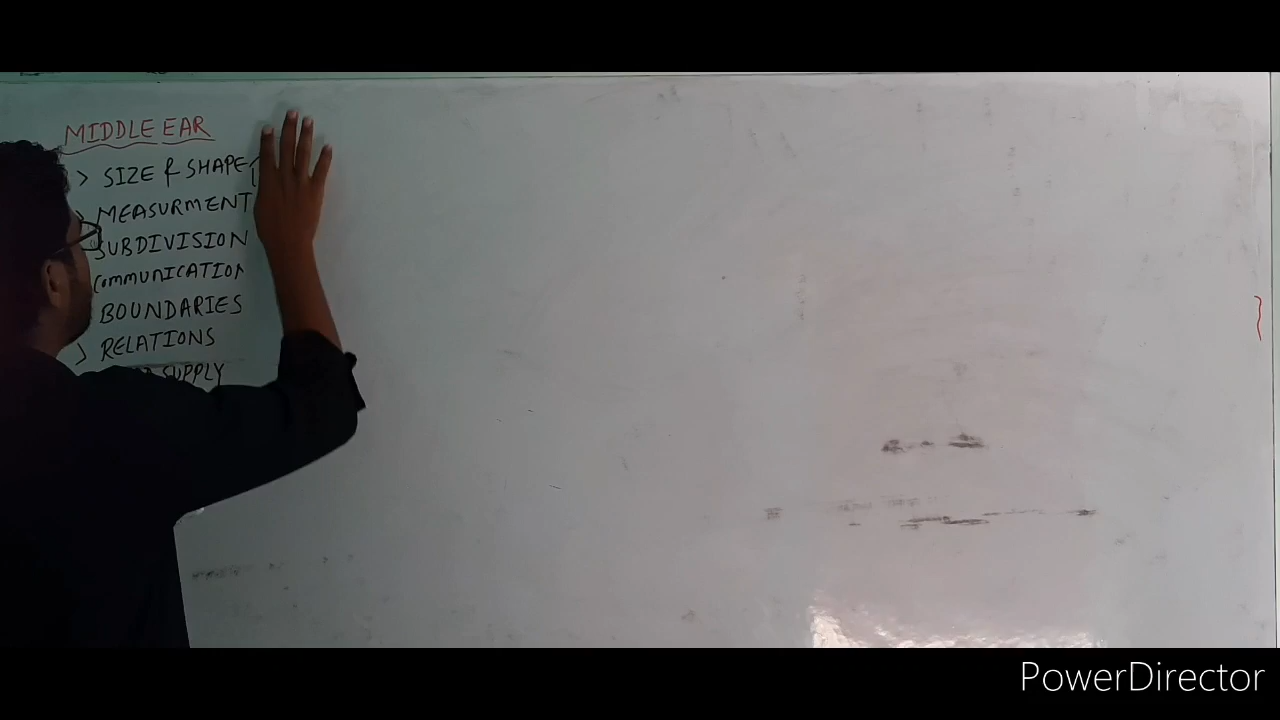 MIDDLE EAR
> SIZE & SHAPE
> MEASURMENT
SUBDIVISION
COMMUNICATION
BOUNDARIES
> RELATIONS
SUPPLY
PowerDirector